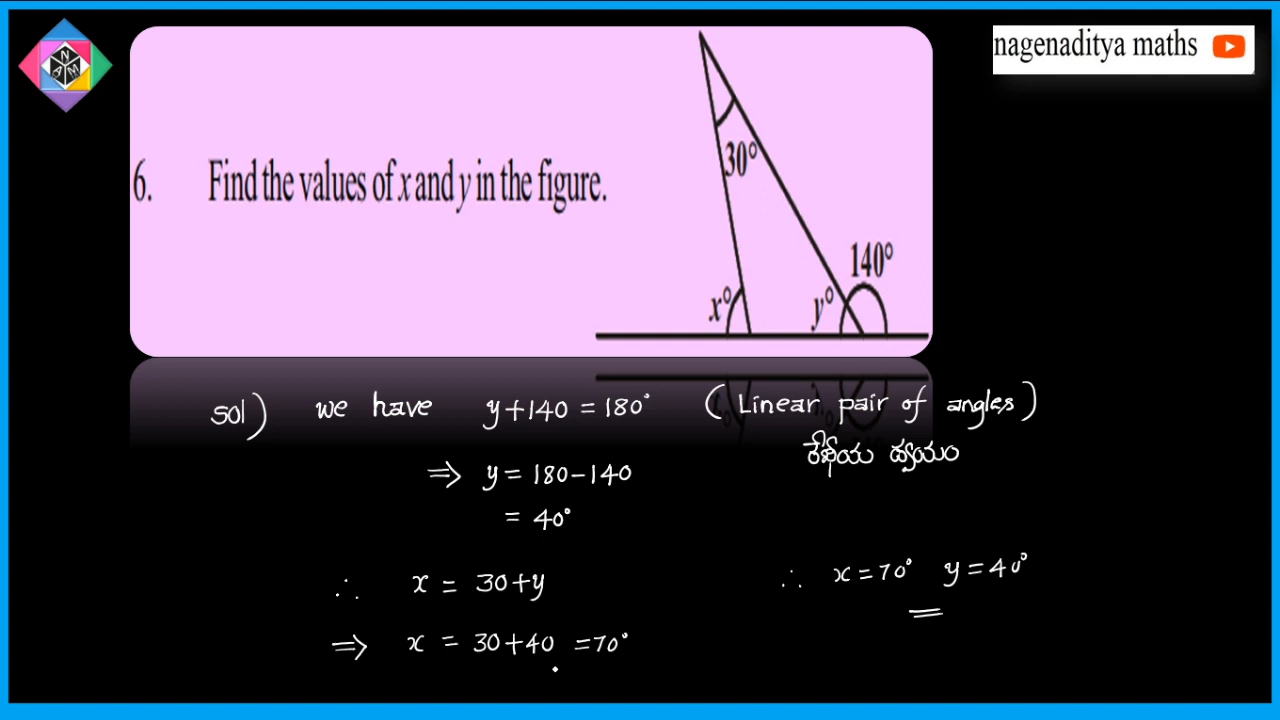 N
A M
nagenaditya maths
6. Find the values of x and y in the figure.
30°
140°
x° y°
sol) we have y+140 = 180° (Linear pair of angles)
రేఖీయ ద్వయం
⇒ y = 180-140
= 40°
∴ x = 30+y
∴ x = 70° y = 40°
⇒ x = 30+40 = 70°